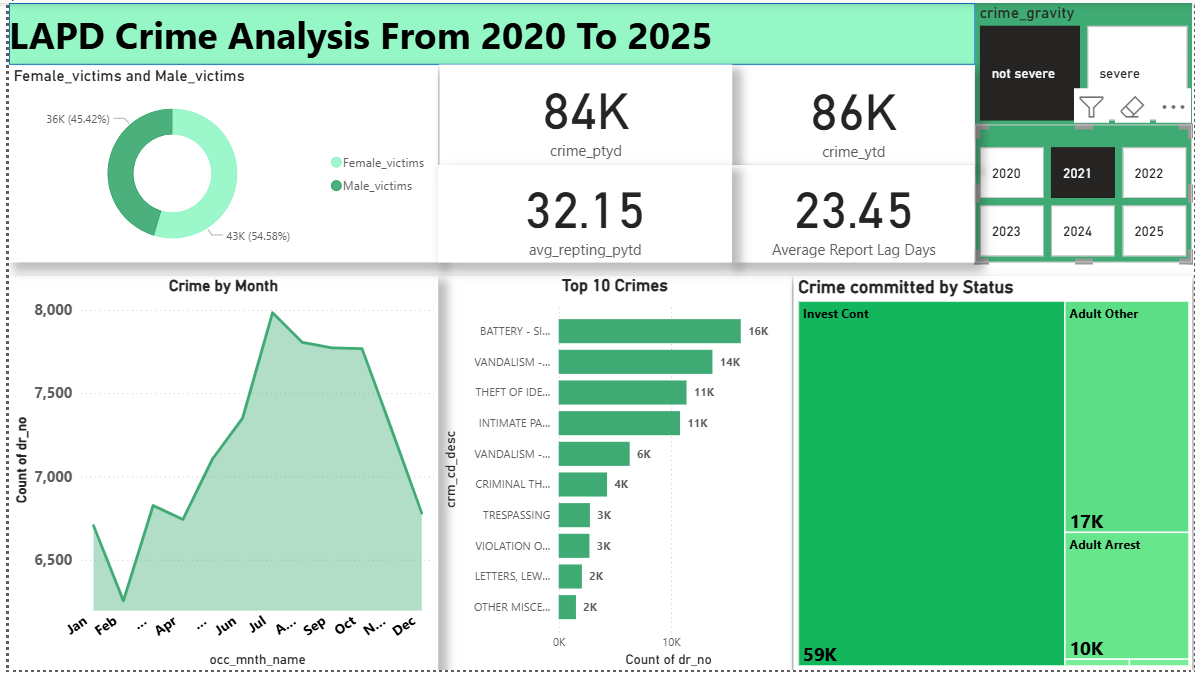 LAPD Crime Analysis From 2020 To 2025
crime_gravity
not severe
severe
Female_victims and Male_victims
36K (45.42%)
43K (54.58%)
Female_victims
Male_victims
84K
crime_ptyd
86K
crime_ytd
32.15
avg_repting_pytd
23.45
Average Report Lag Days
2020
2021
2022
2023
2024
2025
Crime by Month
Count of dr_no
8,000
7,500
7,000
6,500
Jan
Feb
...
Apr
...
Jun
Jul
A...
Sep
Oct
N...
Dec
occ_mnth_name
Top 10 Crimes
crm_cd_desc
BATTERY - SI... 16K
VANDALISM -... 14K
THEFT OF IDE... 11K
INTIMATE PA... 11K
VANDALISM -... 6K
CRIMINAL TH... 4K
TRESPASSING 3K
VIOLATION O... 3K
LETTERS, LEW... 2K
OTHER MISCE... 2K
0K 10K
Count of dr_no
Crime committed by Status
Invest Cont
59K
Adult Other
17K
Adult Arrest
10K